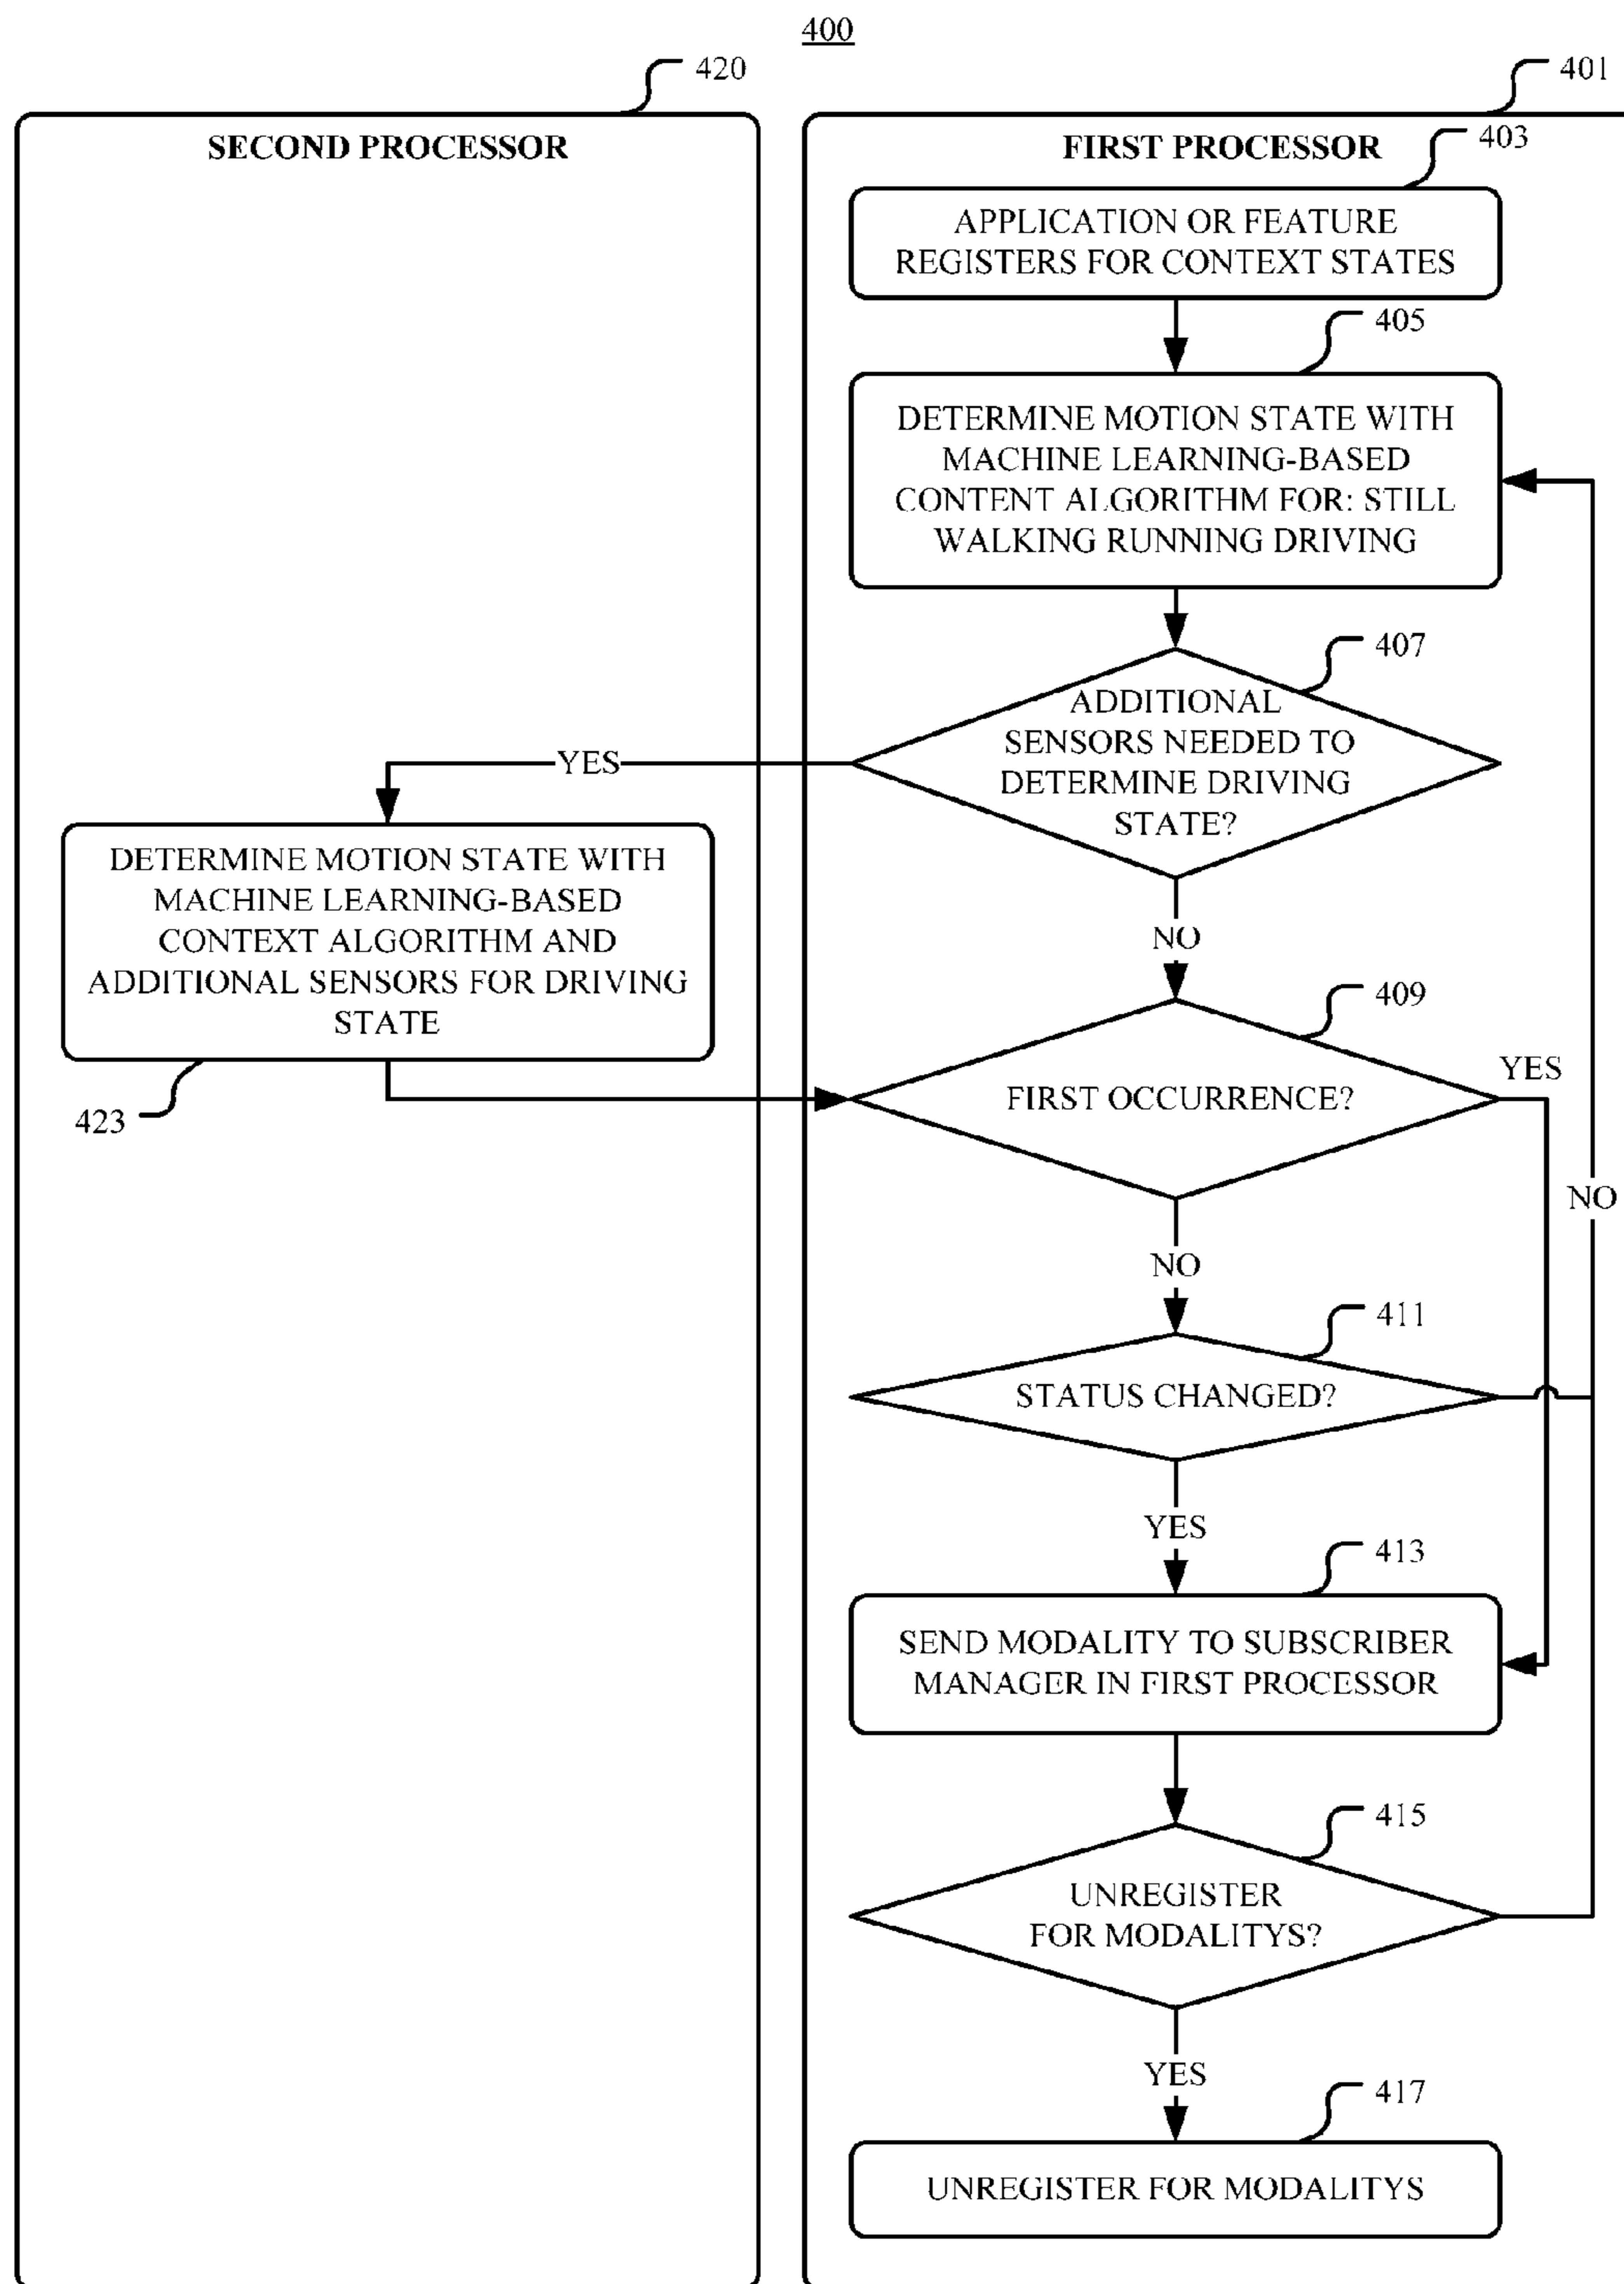 400
420
401
SECOND PROCESSOR
FIRST PROCESSOR
403
APPLICATION OR FEATURE
REGISTERS FOR CONTEXT STATES
405
DETERMINE MOTION STATE WITH
MACHINE LEARNING-BASED
CONTENT ALGORITHM FOR: STILL
WALKING RUNNING DRIVING
407
ADDITIONAL
SENSORS NEEDED TO
DETERMINE DRIVING
STATE?
YES
DETERMINE MOTION STATE WITH
MACHINE LEARNING-BASED
CONTEXT ALGORITHM AND
ADDITIONAL SENSORS FOR DRIVING
STATE
423
NO
409
FIRST OCCURRENCE?
YES
NO
NO
411
STATUS CHANGED?
YES
413
SEND MODALITY TO SUBSCRIBER
MANAGER IN FIRST PROCESSOR
415
UNREGISTER
FOR MODALITYS?
YES
417
UNREGISTER FOR MODALITYS